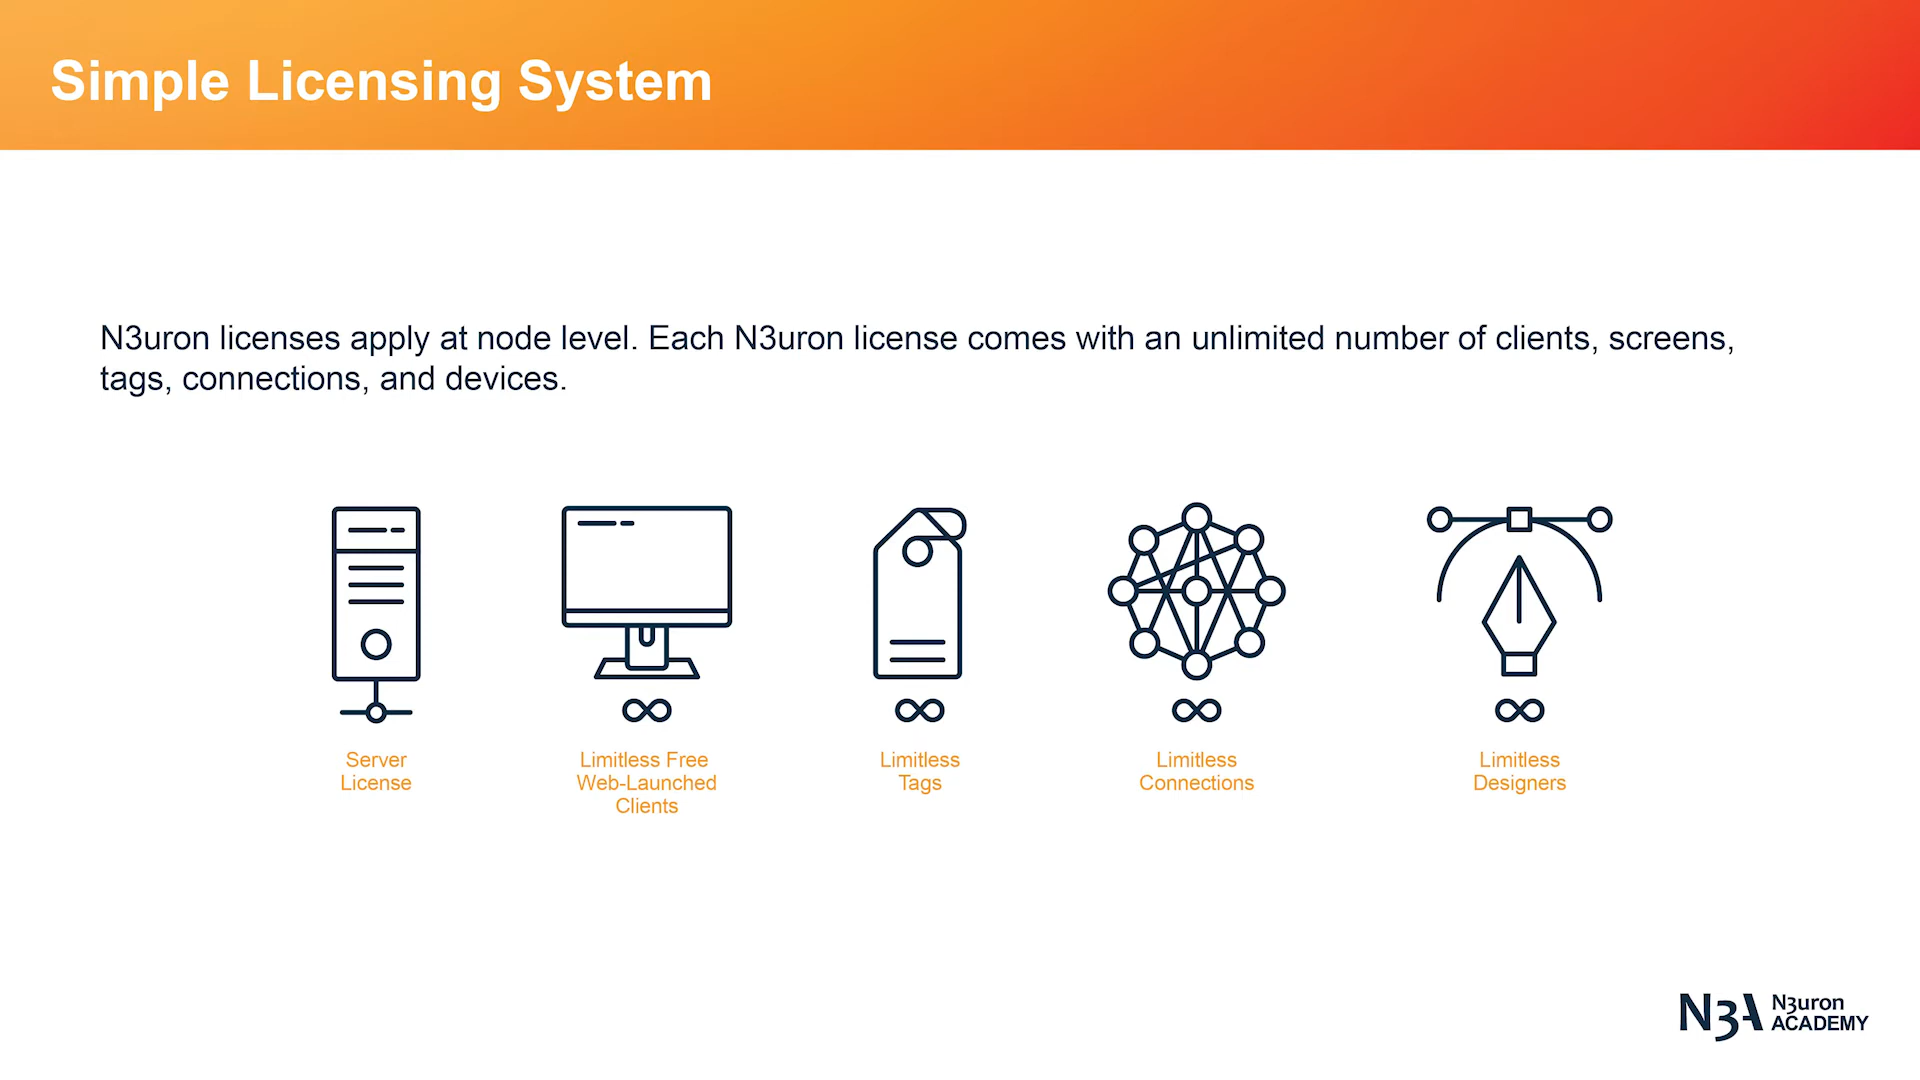 Simple Licensing System
N3uron licenses apply at node level. Each N3uron license comes with an unlimited number of clients, screens,
tags, connections, and devices.
Server
License
Limitless Free
Web-Launched
Clients
Limitless
Tags
Limitless
Connections
Limitless
Designers
N3A N3uron
ACADEMY